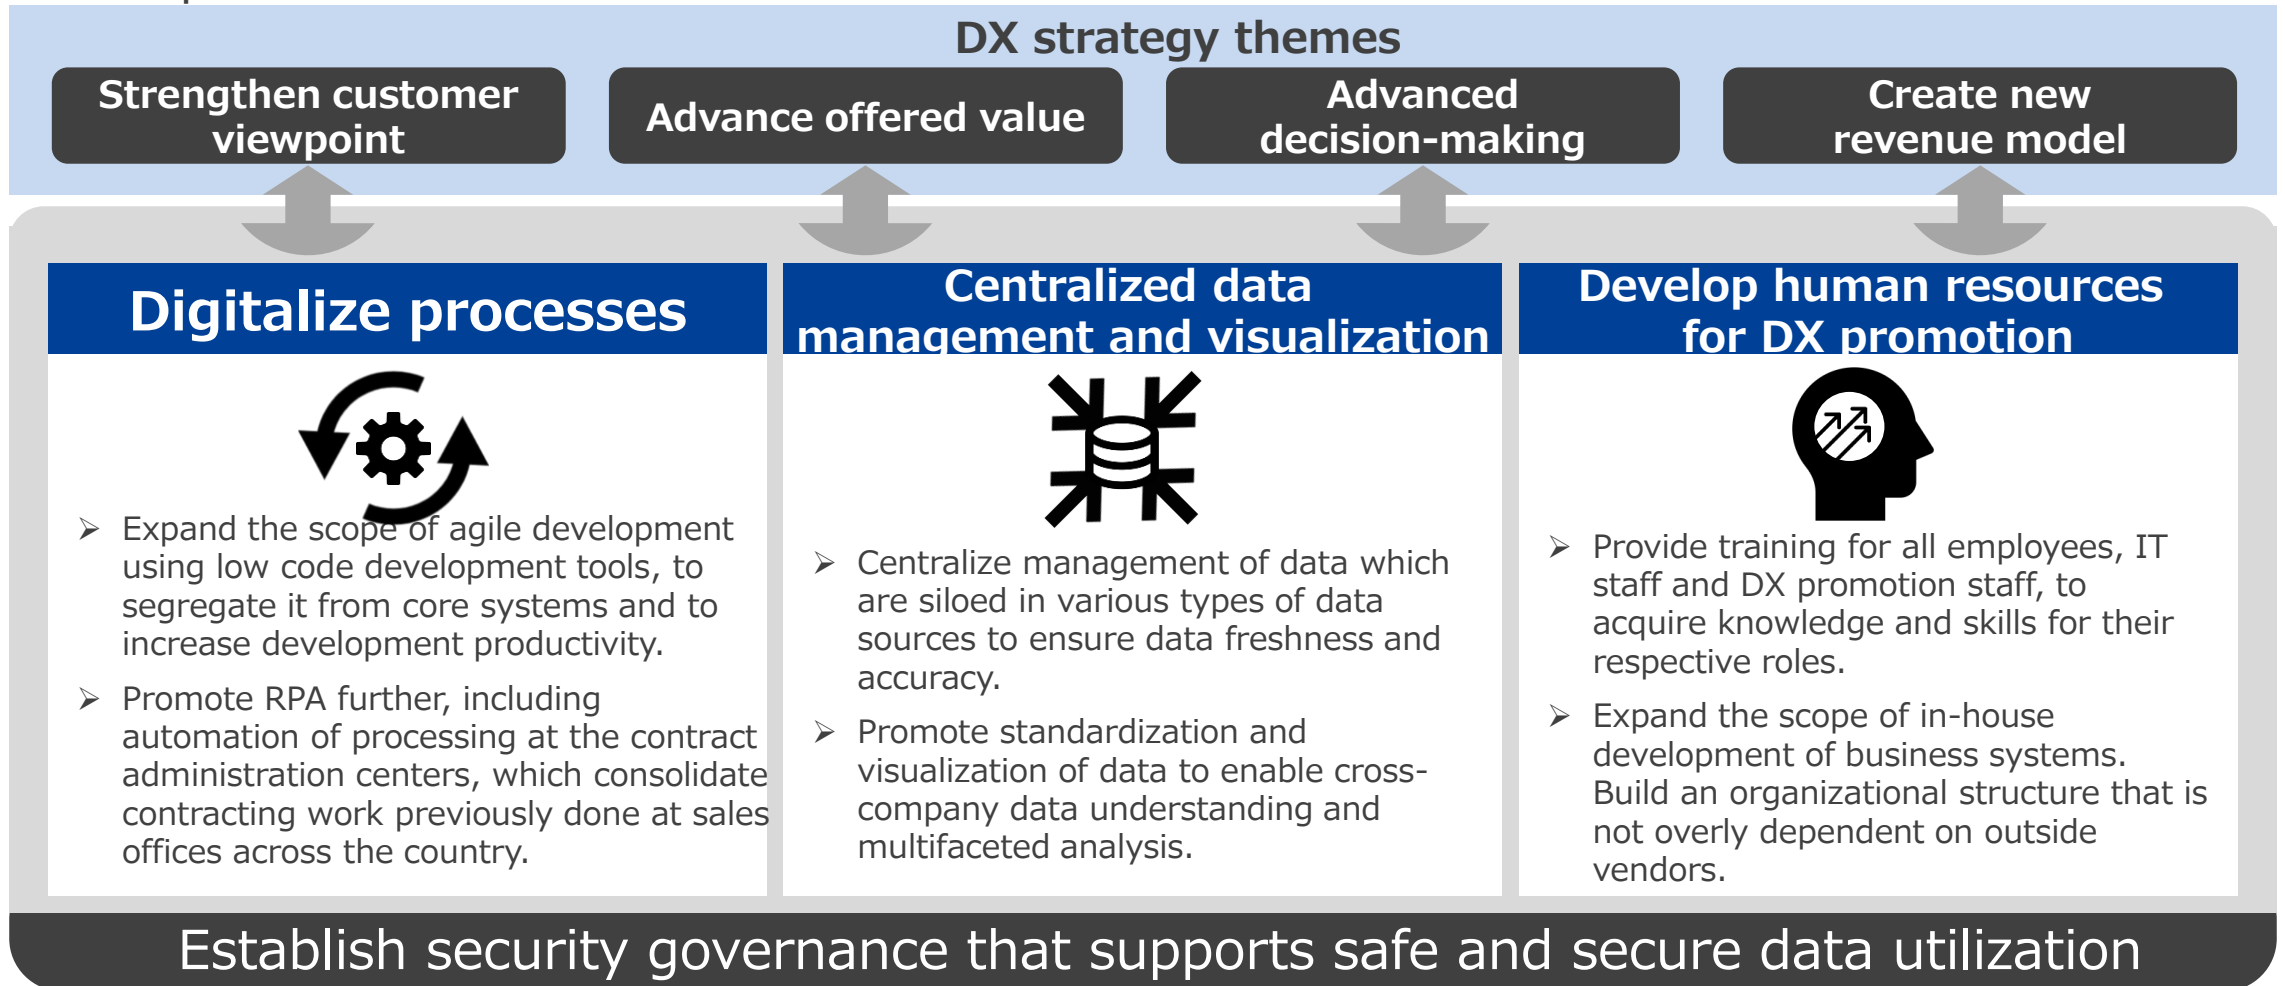 DX strategy themes
Strengthen customer
viewpoint
Advance offered value
Advanced
decision-making
Create new
revenue model
Digitalize processes
➢ Expand the scope of agile development
using low code development tools, to
segregate it from core systems and to
increase development productivity.
➢ Promote RPA further, including
automation of processing at the contract
administration centers, which consolidate
contracting work previously done at sales
offices across the country.
Centralized data
management and visualization
➢ Centralize management of data which
are siloed in various types of data
sources to ensure data freshness and
accuracy.
➢ Promote standardization and
visualization of data to enable cross-
company data understanding and
multifaceted analysis.
Develop human resources
for DX promotion
➢ Provide training for all employees, IT
staff and DX promotion staff, to
acquire knowledge and skills for their
respective roles.
➢ Expand the scope of in-house
development of business systems.
Build an organizational structure that is
not overly dependent on outside
vendors.
Establish security governance that supports safe and secure data utilization